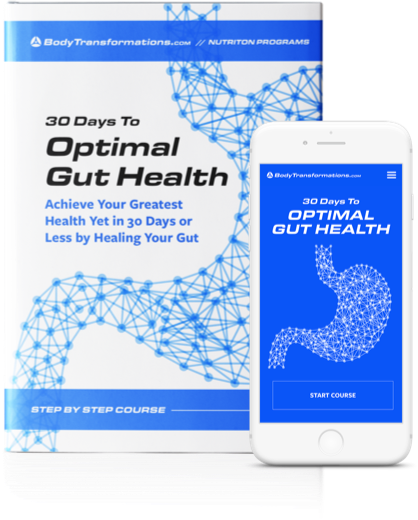 BodyTransformations.com // NUTRITON PROGRAMS
30 Days To
Optimal
Gut Health
Achieve Your Greatest
Health Yet in 30 Days or
Less by Healing Your Gut
STEP BY STEP COURSE
BodyTransformations.com
30 Days To
OPTIMAL
GUT HEALTH
START COURSE